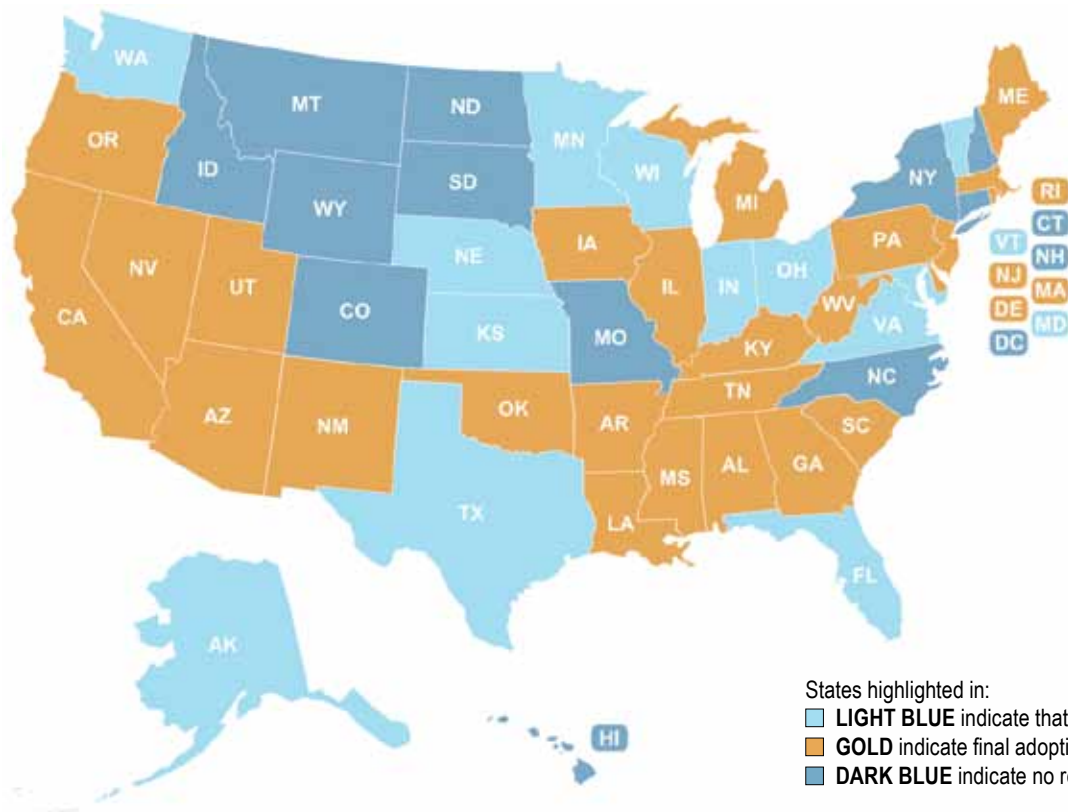 WA
MT
ND
MN
ME
OR
ID
SD
WI
NY
WY
MI
RI
CT
VT
NH
NV
UT
NE
IA
PA
NJ
MA
CA
CO
KS
IL
IN
OH
WV
VA
DE
MD
DC
MO
KY
NC
AZ
NM
OK
AR
TN
SC
MS
AL
GA
TX
LA
FL
AK
HI
States highlighted in:
LIGHT BLUE indicate that
GOLD indicate final
DARK BLUE indicate no